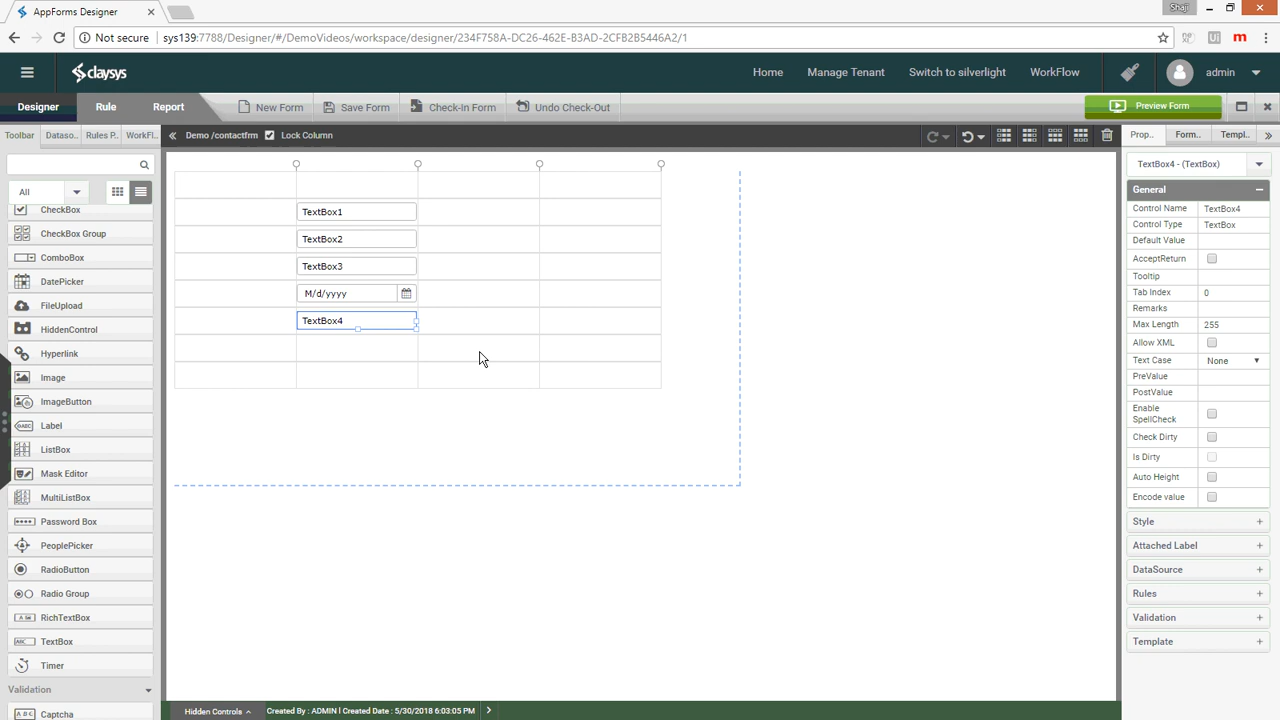 AppForms Designer
Shaji
Not secure sys139:7788/Designer/#/DemoVideos/workspace/designer/234F758A-DC26-462E-B3AD-2CFB2B5446A2/1
claysys
Home Manage Tenant Switch to silverlight WorkFlow admin
Designer Rule Report New Form Save Form Check-In Form Undo Check-Out Preview Form
Toolbar Dataso.. Rules P.. WorkFl.. Demo /contactfrm Lock Column Prop.. Form.. Templ..
All
CheckBox
CheckBox Group
ComboBox
DatePicker
FileUpload
HiddenControl
Hyperlink
Image
ImageButton
Label
ListBox
Mask Editor
MultiListBox
Password Box
PeoplePicker
RadioButton
Radio Group
RichTextBox
TextBox
Timer
Validation
Captcha
TextBox1
TextBox2
TextBox3
M/d/yyyy
TextBox4
TextBox4 - (TextBox)
General
Control Name TextBox4
Control Type TextBox
Default Value
AcceptReturn
Tooltip
Tab Index 0
Remarks
Max Length 255
Allow XML
Text Case None
PreValue
PostValue
Enable
SpellCheck
Check Dirty
Is Dirty
Auto Height
Encode value
Style
Attached Label
DataSource
Rules
Validation
Template
Hidden Controls Created By : ADMIN | Created Date : 5/30/2018 6:03:05 PM